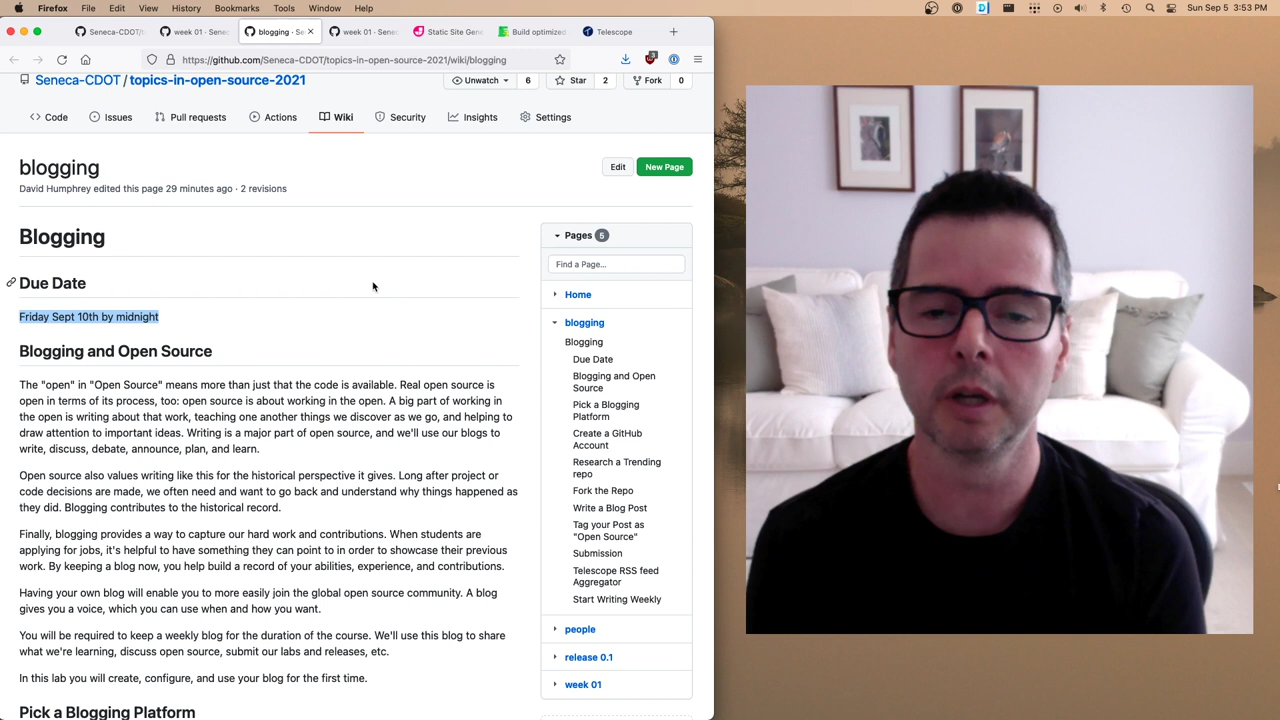 Firefox File Edit View History Bookmarks Tools Window Help Sun Sep 5 3:53 PM
Seneca-CDOT/t week 01 · Senec blogging · Se week 01 · Senec Static Site Gene Build optimized Telescope
https://github.com/Seneca-CDOT/topics-in-open-source-2021/wiki/blogging
Seneca-CDOT / topics-in-open-source-2021 Unwatch 6 Star 2 Fork 0
Code Issues Pull requests Actions Wiki Security Insights Settings
blogging
Edit New Page
David Humphrey edited this page 29 minutes ago · 2 revisions
Blogging
Due Date
Friday Sept 10th by midnight
Blogging and Open Source
The "open" in "Open Source" means more than just that the code is available. Real open source is
open in terms of its process, too: open source is about working in the open. A big part of working in
the open is writing about that work, teaching one another things we discover as we go, and helping to
draw attention to important ideas. Writing is a major part of open source, and we'll use our blogs to
write, discuss, debate, announce, plan, and learn.
Open source also values writing like this for the historical perspective it gives. Long after project or
code decisions are made, we often need and want to go back and understand why things happened as
they did. Blogging contributes to the historical record.
Finally, blogging provides a way to capture our hard work and contributions. When students are
applying for jobs, it's helpful to have something they can point to in order to showcase their previous
work. By keeping a blog now, you help build a record of your abilities, experience, and contributions.
Having your own blog will enable you to more easily join the global open source community. A blog
gives you a voice, which you can use when and how you want.
You will be required to keep a weekly blog for the duration of the course. We'll use this blog to share
what we're learning, discuss open source, submit our labs and releases, etc.
In this lab you will create, configure, and use your blog for the first time.
Pick a Blogging Platform
Pages 5
Find a Page...
Home
blogging
Blogging
Due Date
Blogging and Open
Source
Pick a Blogging
Platform
Create a GitHub
Account
Research a Trending
repo
Fork the Repo
Write a Blog Post
Tag your Post as
"Open Source"
Submission
Telescope RSS feed
Aggregator
Start Writing Weekly
people
release 0.1
week 01